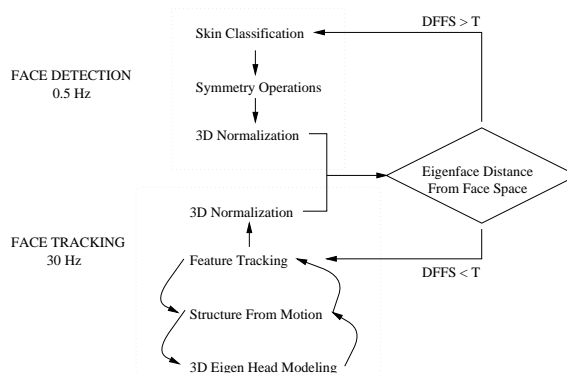 DFFS > T
Skin Classification
FACE DETECTION
0.5 Hz
Symmetry Operations
3D Normalization
Eigenface Distance
From Face Space
3D Normalization
FACE TRACKING
30 Hz
Feature Tracking
DFFS < T
Structure From Motion
3D Eigen Head Modeling